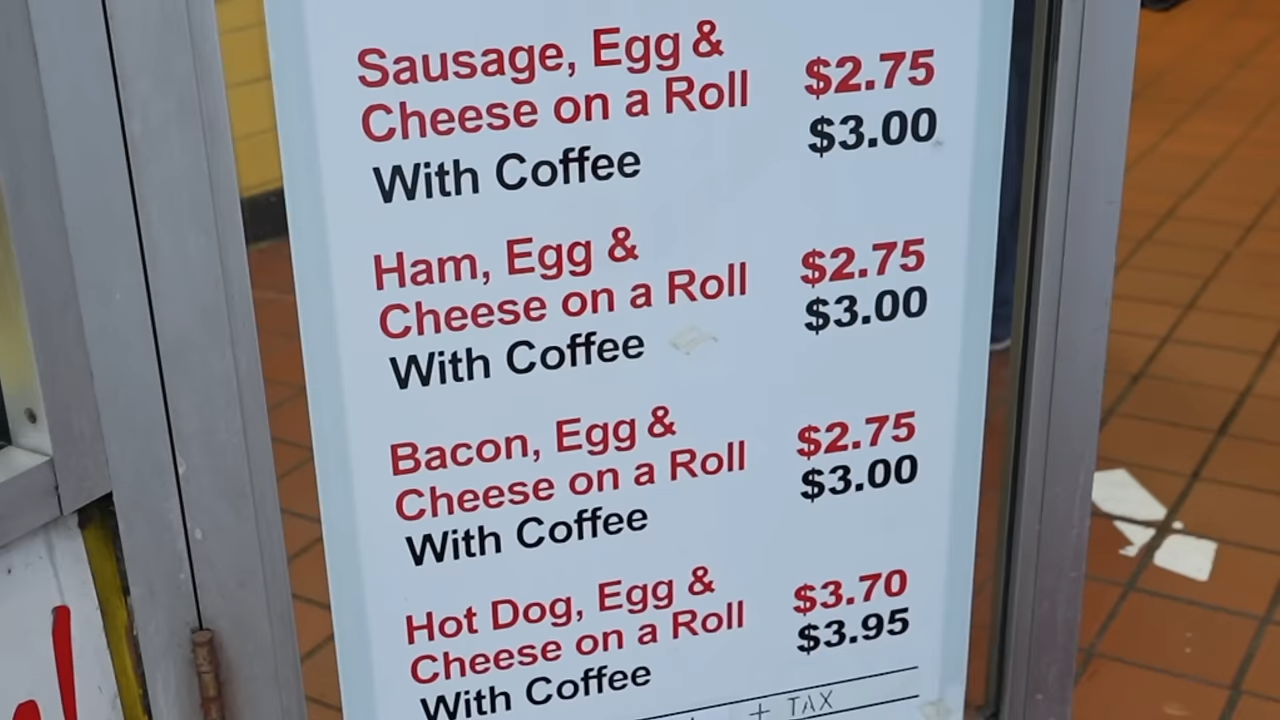 Sausage, Egg &
Cheese on a Roll $2.75
With Coffee $3.00
Ham, Egg &
Cheese on a Roll $2.75
With Coffee $3.00
Bacon, Egg &
Cheese on a Roll $2.75
With Coffee $3.00
Hot Dog, Egg &
Cheese on a Roll $3.70
With Coffee $3.95
+ TAX